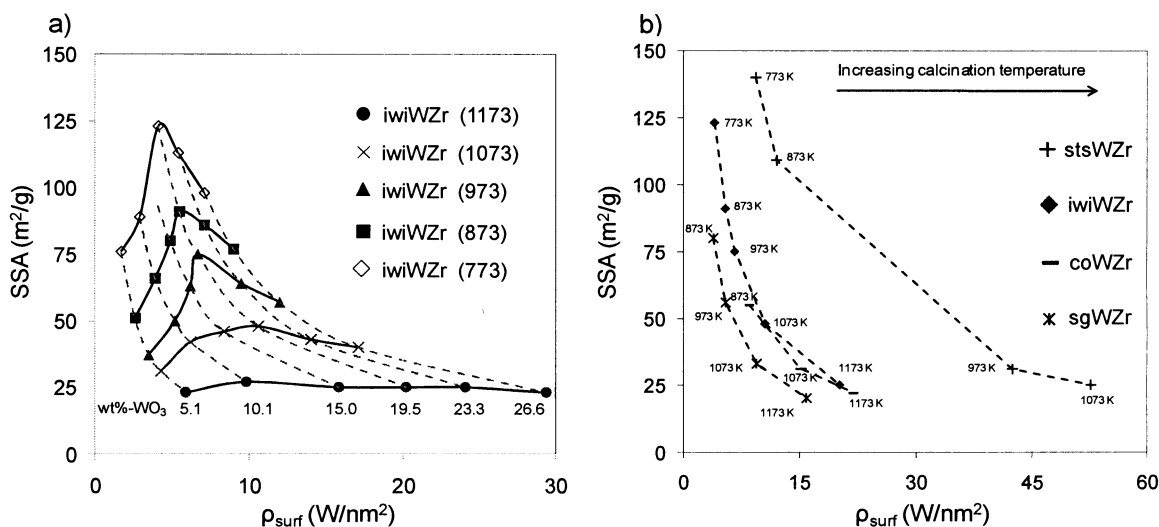 a)
150
125
100
75
50
25
0
SSA (m²/g)
iwiWZr (1173)
iwiWZr (1073)
iwiWZr (973)
iwiWZr (873)
iwiWZr (773)
wt%-WO₃ 5.1 10.1 15.0 19.5 23.3 26.6
0 10 20 30
ρsurf (W/nm²)
b)
150
125
100
75
50
25
0
SSA (m²/g)
Increasing calcination temperature
773 K
873 K
973 K
1073 K
773 K
873 K
973 K
1073 K
1173 K
873 K
1073 K
1173 K
873 K
973 K
1073 K
1173 K
stsWZr
iwiWZr
coWZr
sgWZr
0 15 30 45 60
ρsurf (W/nm²)